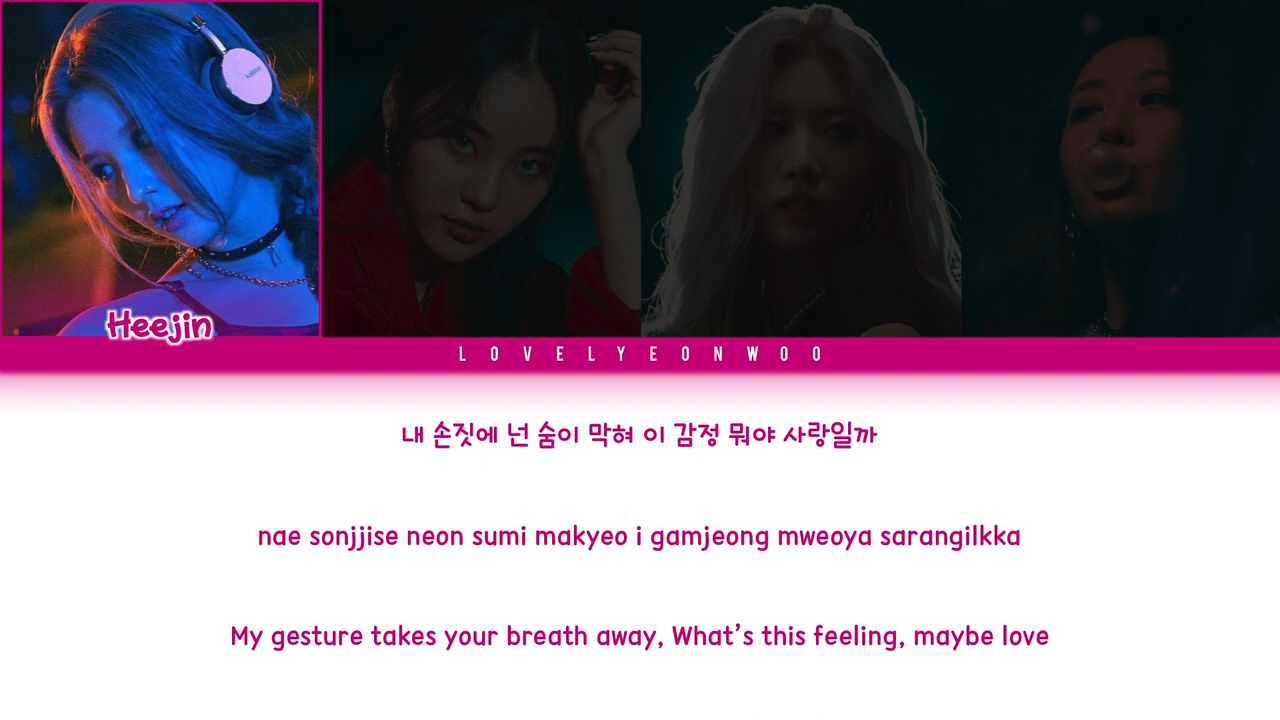 Heejin
LOVELYEONWOO
내 손짓에 넌 숨이 막혀 이 감정 뭐야 사랑일까
nae sonjjise neon sumi makyeo i gamjeong mweoya sarangilkka
My gesture takes your breath away, What's this feeling, maybe love